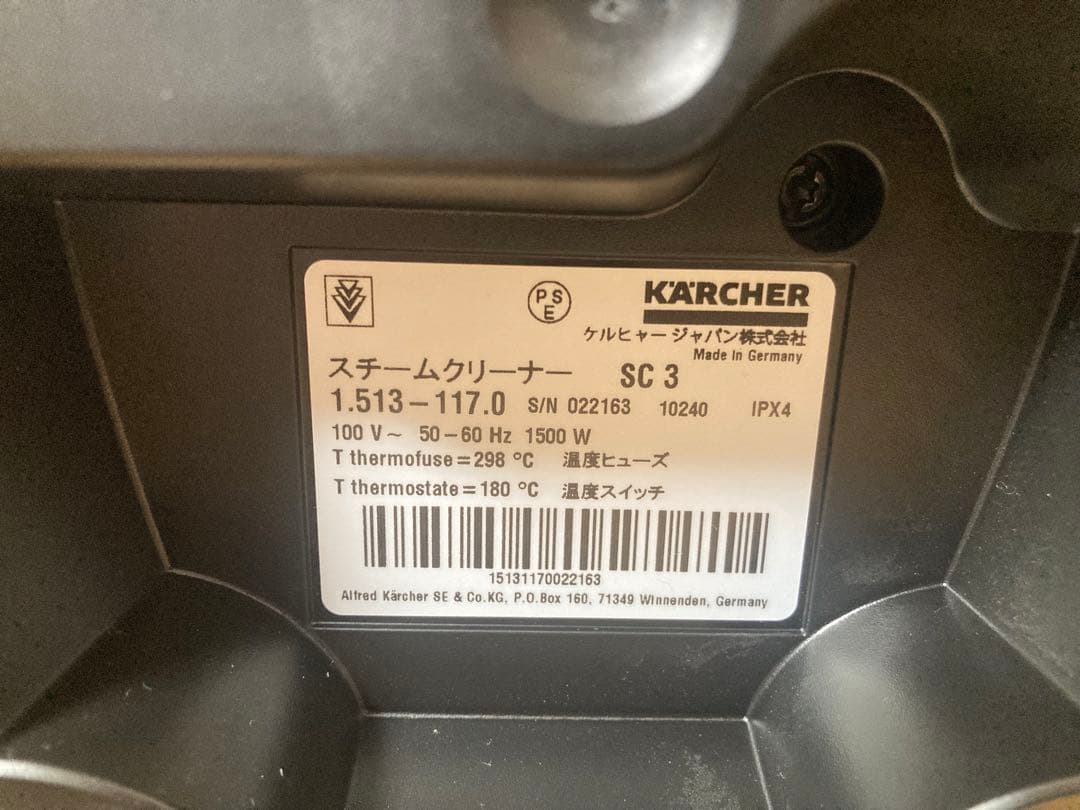 PSE
KÄRCHER
ケルヒャー ジャパン株式会社
Made in Germany
スチームクリーナー SC 3
1.513-117.0 S/N 022163 10240 IPX4
100 V~ 50-60 Hz 1500 W
T thermofuse=298 °C 温度ヒューズ
T thermostate=180 °C 温度スイッチ
15131170022163
Alfred Kärcher SE & Co.KG, P.O.Box 160, 71349 Winnenden, Germany